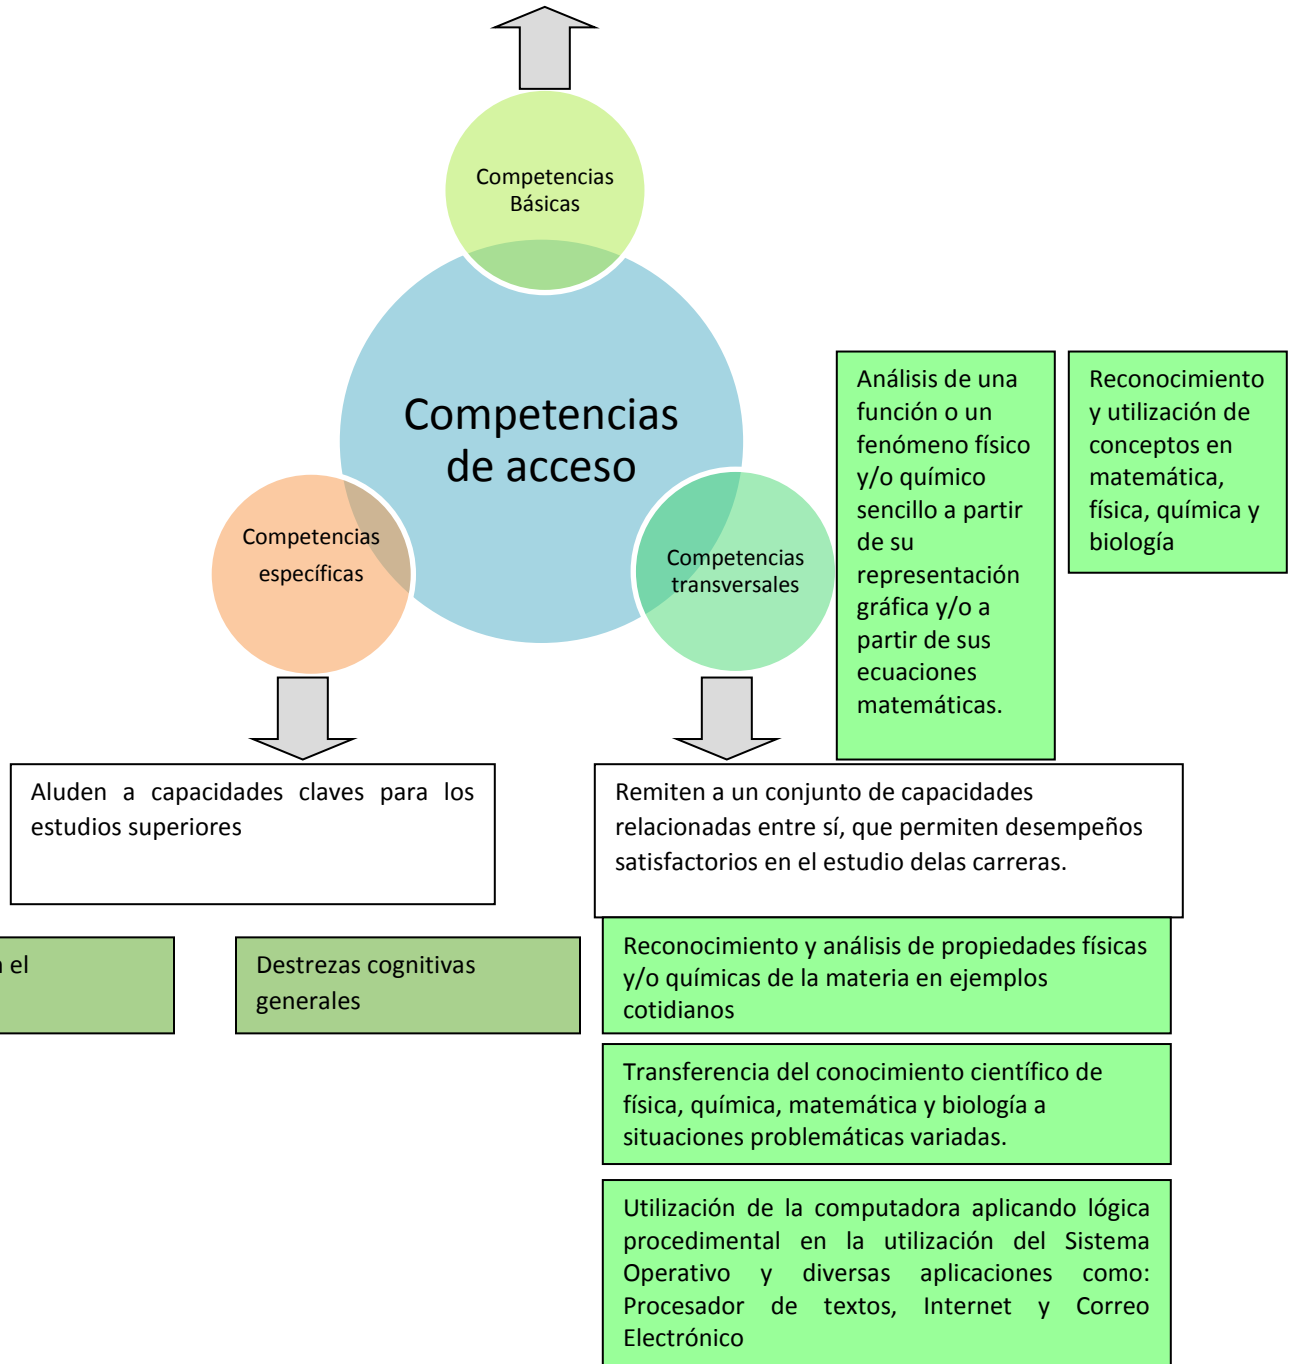 Competencias
Básicas
Competencias
de acceso
Competencias
específicas
Competencias
transversales
Análisis de una
función o un
fenómeno físico
y/o químico
sencillo a partir
de su
representación
gráfica y/o a
partir de sus
ecuaciones
matemáticas.
Reconocimiento
y utilización de
conceptos en
matemática,
física, química y
biología
Aluden a capacidades claves para los
estudios superiores
Remiten a un conjunto de capacidades
relacionadas entre sí, que permiten desempeños
satisfactorios en el estudio delas carreras.
el
Destrezas cognitivas
generales
Reconocimiento y análisis de propiedades físicas
y/o químicas de la materia en ejemplos
cotidianos
Transferencia del conocimiento científico de
física, química, matemática y biología a
situaciones problemáticas variadas.
Utilización de la computadora aplicando lógica
procedimental en la utilización del Sistema
Operativo y diversas aplicaciones como:
Procesador de textos, Internet y Correo
Electrónico